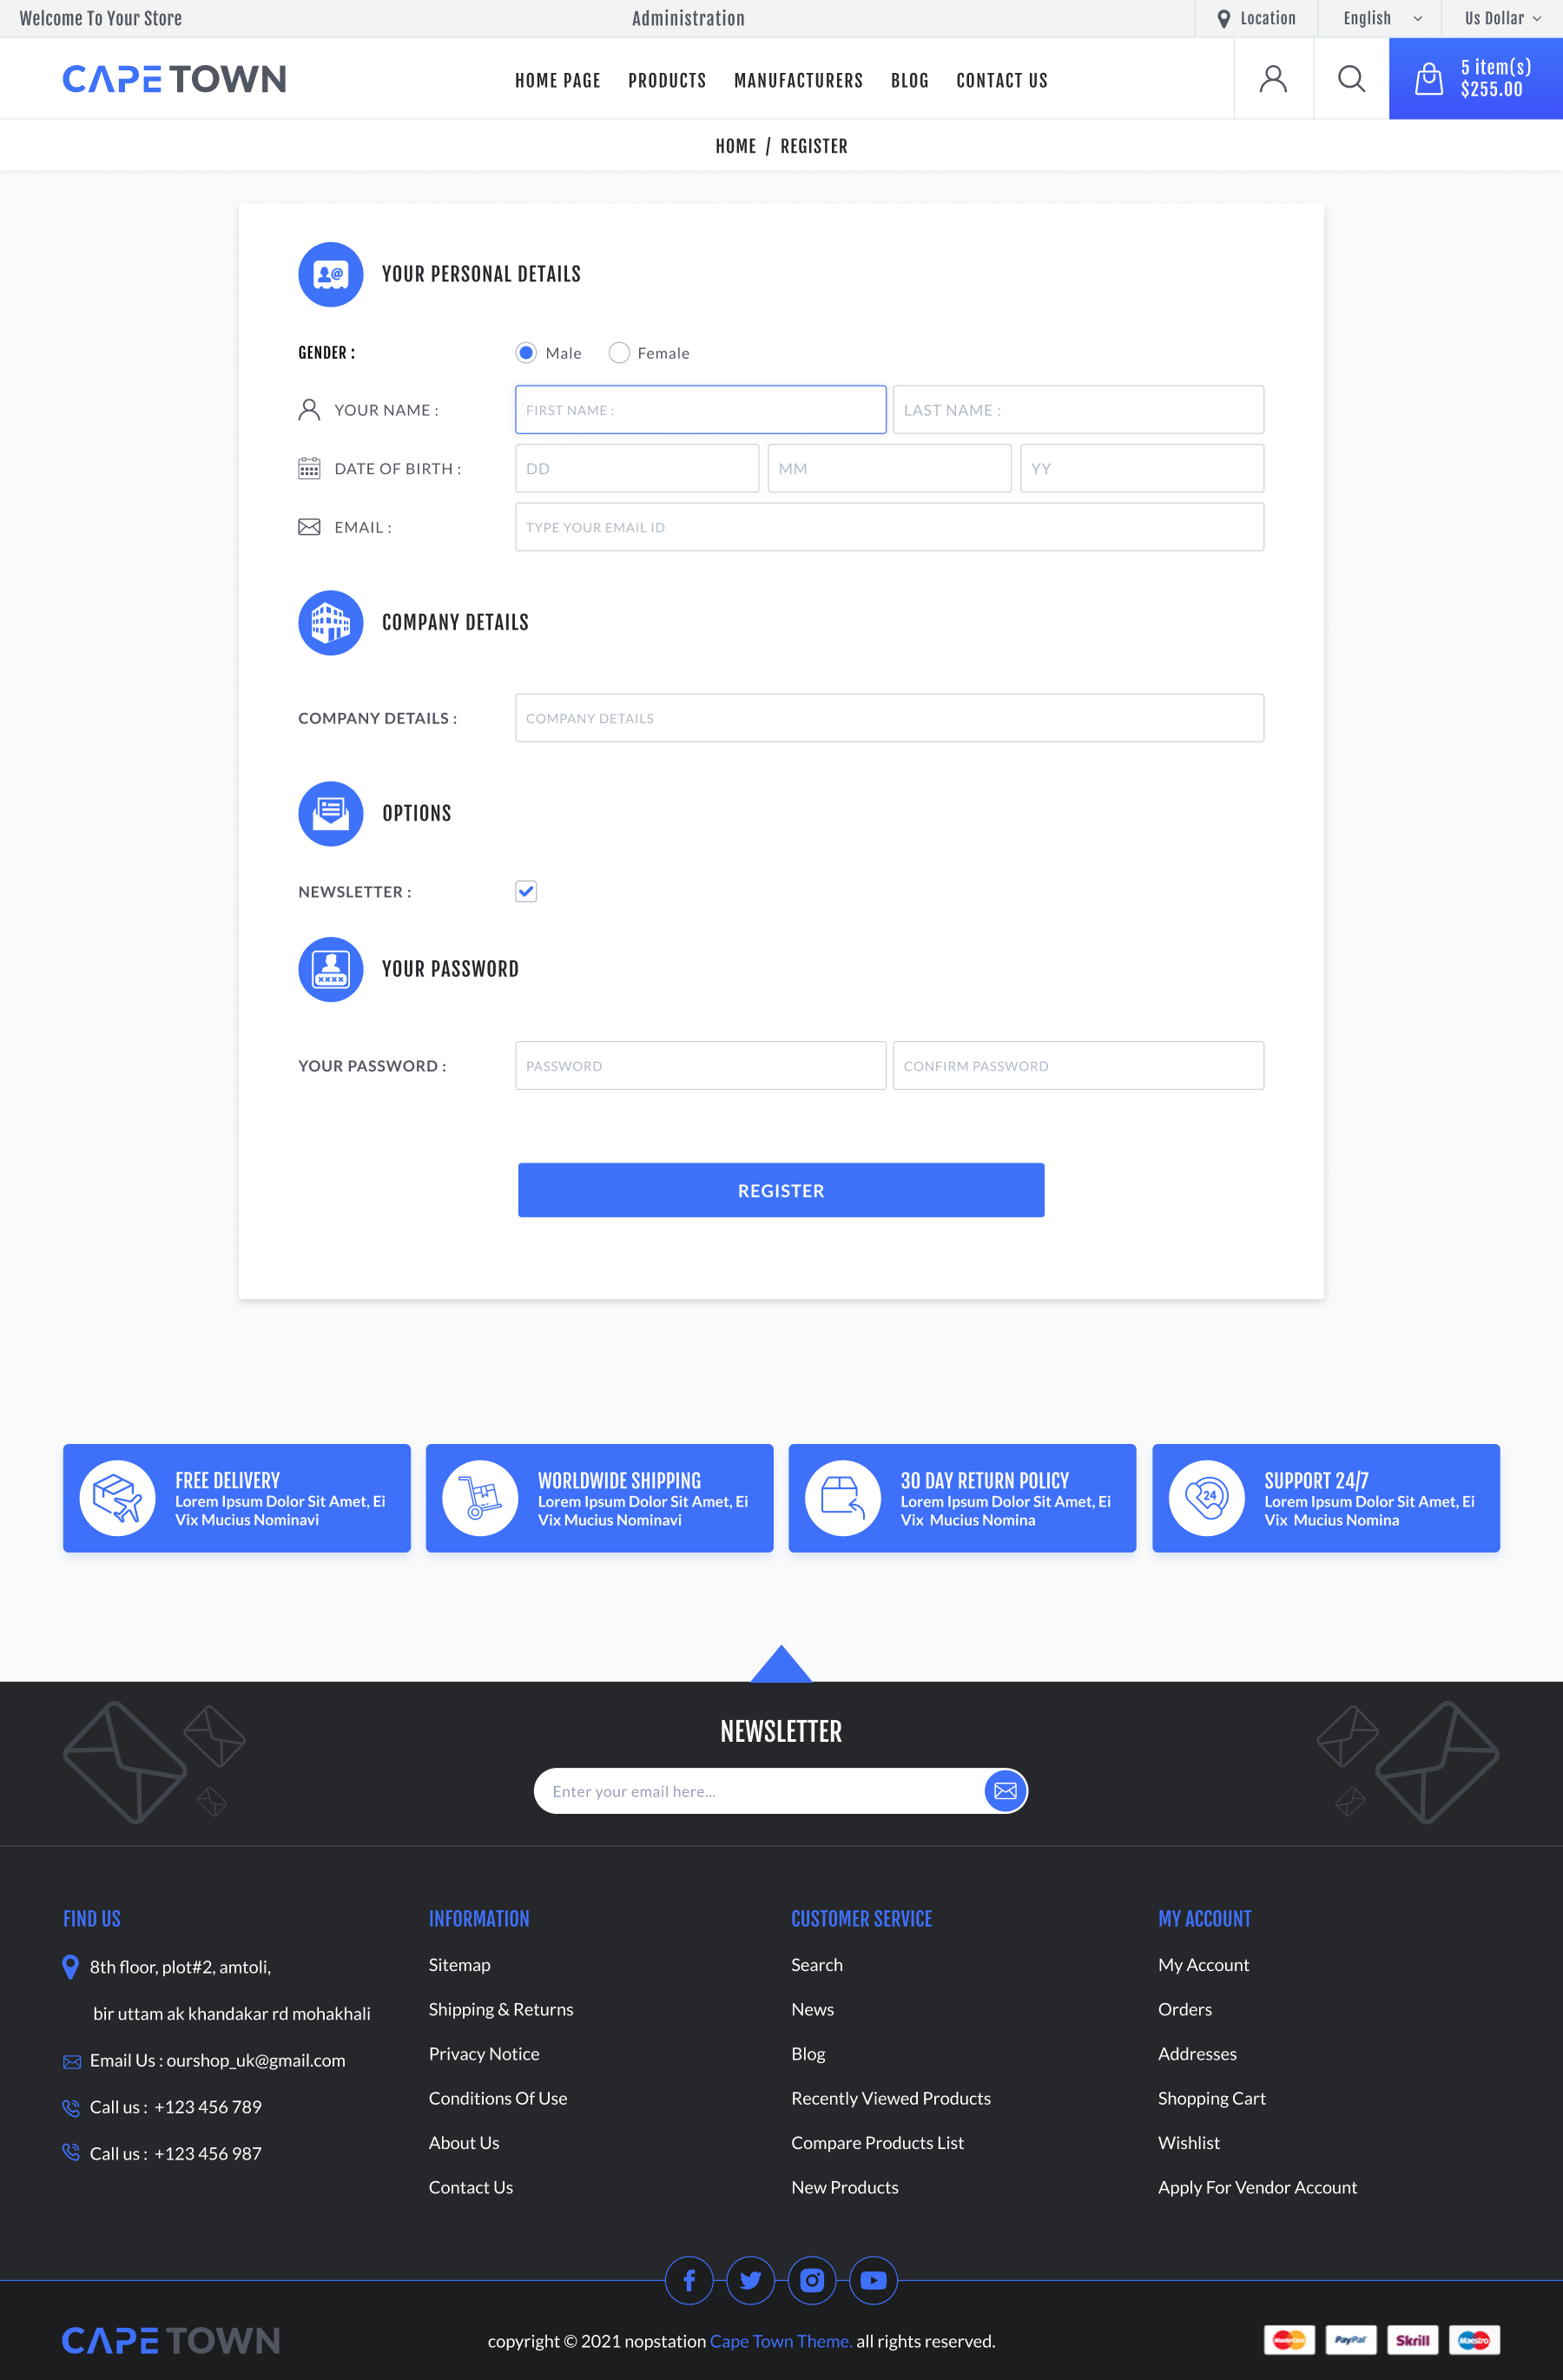 Welcome To Your Store
Administration
Location
English
Us Dollar
CAPE TOWN
HOME PAGE
PRODUCTS
MANUFACTURERS
BLOG
CONTACT US
5 item(s)
$255.00
HOME / REGISTER
YOUR PERSONAL DETAILS
GENDER :
Male
Female
YOUR NAME :
FIRST NAME :
LAST NAME :
DATE OF BIRTH :
DD
MM
YY
EMAIL :
TYPE YOUR EMAIL ID
COMPANY DETAILS
COMPANY DETAILS :
COMPANY DETAILS
OPTIONS
NEWSLETTER :
YOUR PASSWORD
YOUR PASSWORD :
PASSWORD
CONFIRM PASSWORD
REGISTER
FREE DELIVERY
Lorem Ipsum Dolor Sit Amet, Ei
Vix Mucius Nominavi
WORLDWIDE SHIPPING
Lorem Ipsum Dolor Sit Amet, Ei
Vix Mucius Nominavi
30 DAY RETURN POLICY
Lorem Ipsum Dolor Sit Amet, Ei
Vix Mucius Nomina
24
SUPPORT 24/7
Lorem Ipsum Dolor Sit Amet, Ei
Vix Mucius Nomina
NEWSLETTER
Enter your email here...
FIND US
8th floor, plot#2, amtoli,
bir uttam ak khandakar rd mohakhali
Email Us : ourshop_uk@gmail.com
Call us : +123 456 789
Call us : +123 456 987
INFORMATION
Sitemap
Shipping & Returns
Privacy Notice
Conditions Of Use
About Us
Contact Us
CUSTOMER SERVICE
Search
News
Blog
Recently Viewed Products
Compare Products List
New Products
MY ACCOUNT
My Account
Orders
Addresses
Shopping Cart
Wishlist
Apply For Vendor Account
CAPE TOWN
copyright © 2021 nopstation Cape Town Theme. all rights reserved.
MasterCard
PayPal
Skrill
Maestro